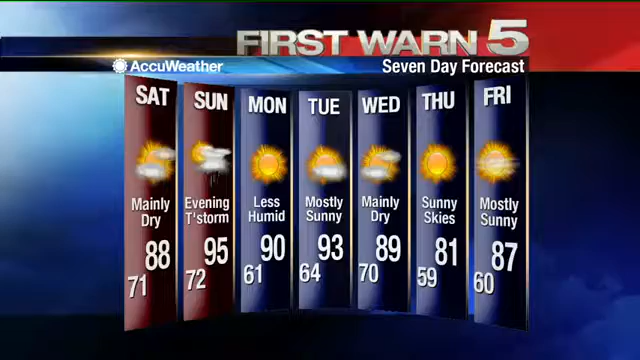 FIRST WARN 5
AccuWeather
Seven Day Forecast
SAT
Mainly
Dry
88
71
SUN
Evening
T'storm
95
72
MON
Less
Humid
90
61
TUE
Mostly
Sunny
93
64
WED
Mainly
Dry
89
70
THU
Sunny
Skies
81
59
FRI
Mostly
Sunny
87
60